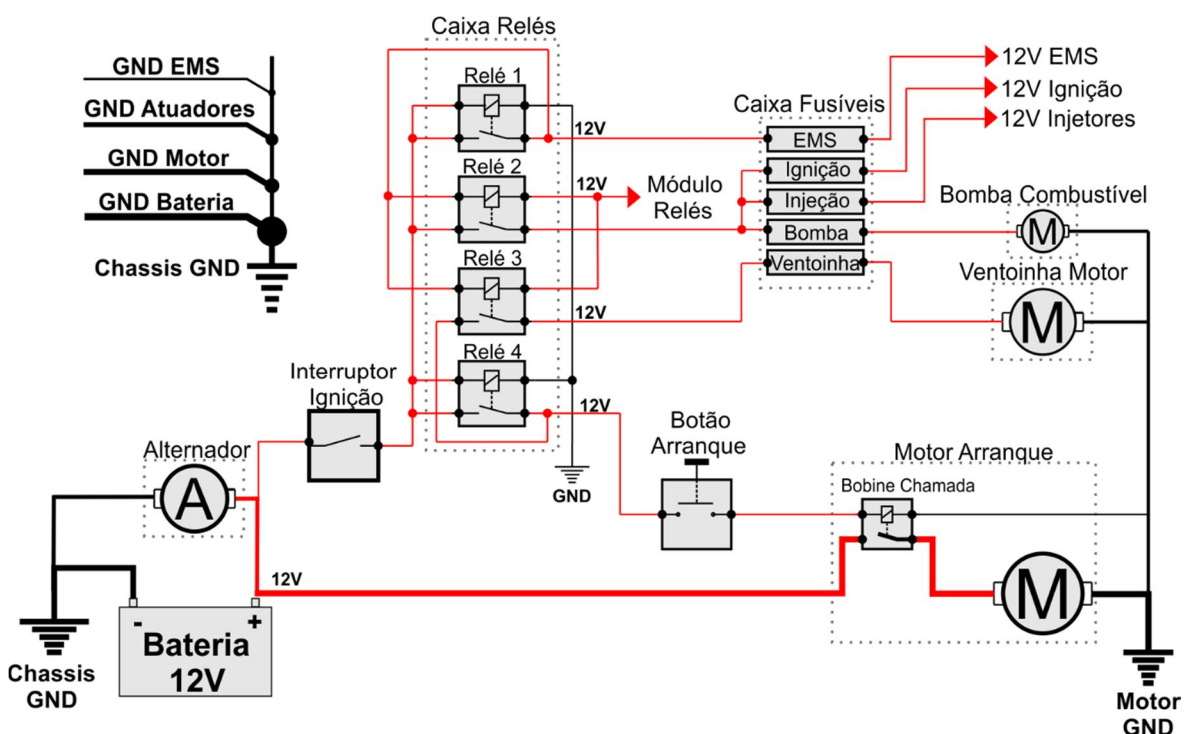 Caixa Relés
GND EMS
GND Atuadores
GND Motor
GND Bateria
Chassis GND
Relé 1
12V
Relé 2
12V
Módulo
Relés
Relé 3
12V
Relé 4
12V
Caixa Fusíveis
EMS
Ignição
Injeção
Bomba
Ventoinha
12V EMS
12V Ignição
12V Injetores
Bomba Combustível
M
Ventoinha Motor
M
Interruptor
Ignição
GND
Botão
Arranque
Alternador
A
Motor Arranque
Bobine Chamada
M
12V
- +
Bateria
12V
Chassis
GND
Motor
GND